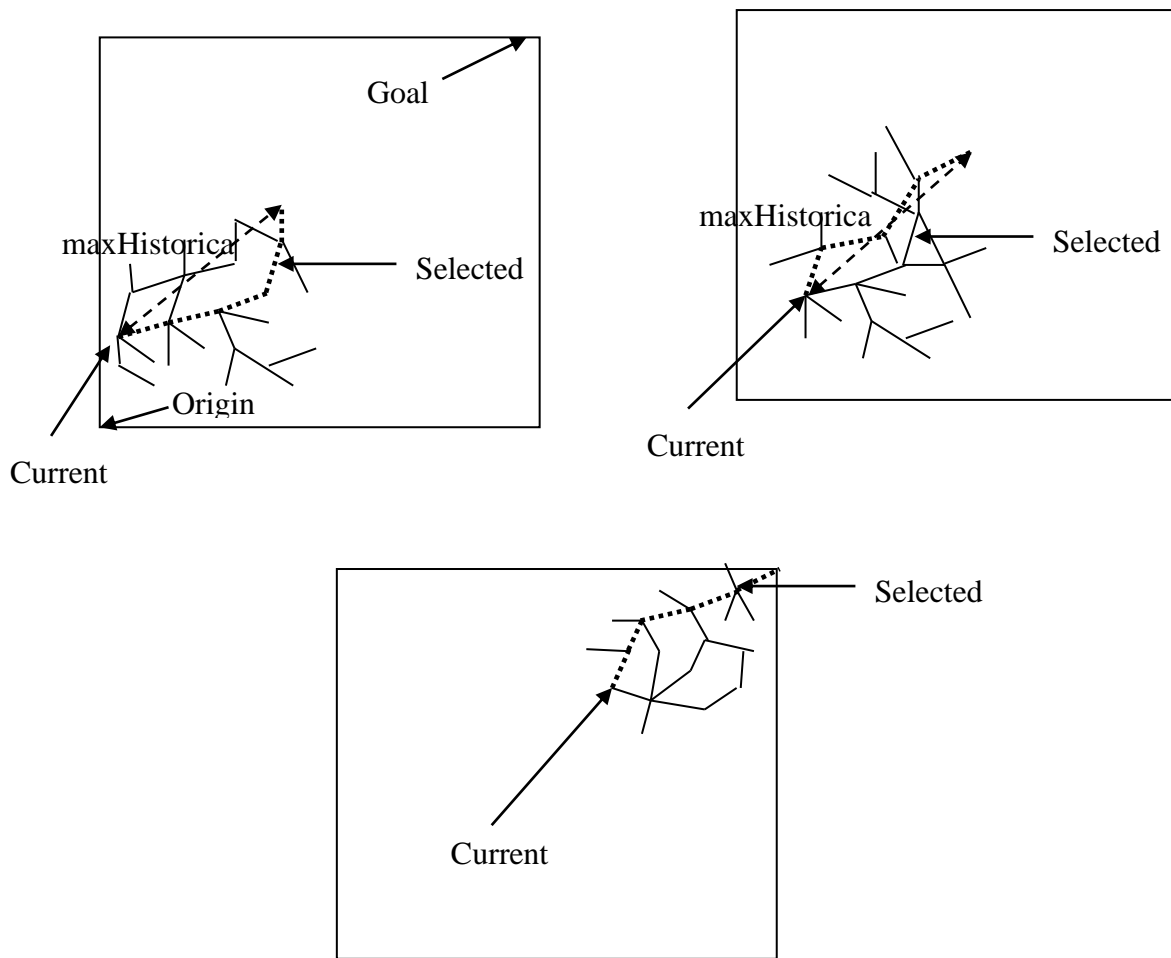 Goal
maxHistorica
Selected
Origin
Current
maxHistorica
Selected
Current
Selected
Current